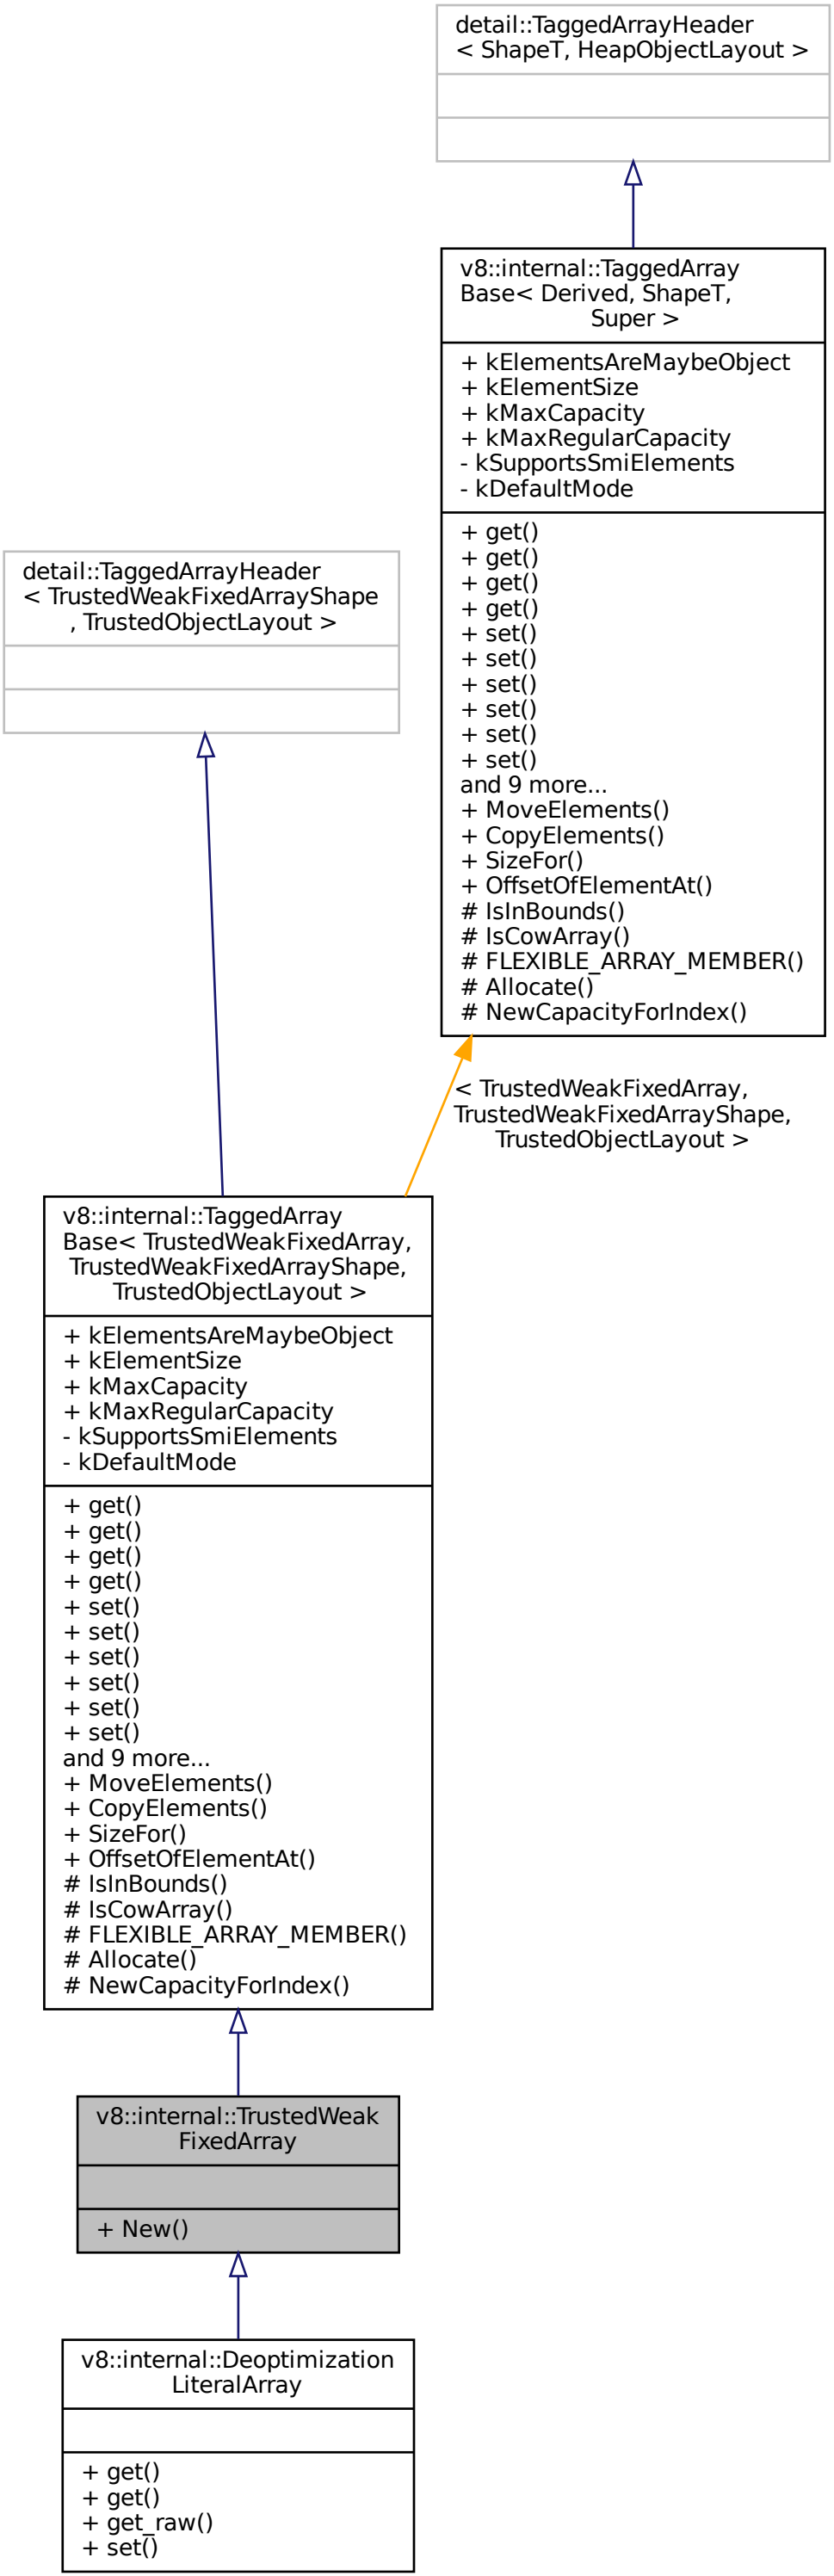 detail::TaggedArrayHeader
< ShapeT, HeapObjectLayout >
v8::internal::TaggedArray
Base< Derived, ShapeT,
Super >
+ kElementsAreMaybeObject
+ kElementSize
+ kMaxCapacity
+ kMaxRegularCapacity
- kSupportsSmiElements
- kDefaultMode
+ get()
+ get()
+ get()
+ get()
+ set()
+ set()
+ set()
+ set()
+ set()
+ set()
and 9 more...
+ MoveElements()
+ CopyElements()
+ SizeFor()
+ OffsetOfElementAt()
# IsInBounds()
# IsCowArray()
# FLEXIBLE_ARRAY_MEMBER()
# Allocate()
# NewCapacityForIndex()
detail::TaggedArrayHeader
< TrustedWeakFixedArrayShape
, TrustedObjectLayout >
< TrustedWeakFixedArray,
TrustedWeakFixedArrayShape,
TrustedObjectLayout >
v8::internal::TaggedArray
Base< TrustedWeakFixedArray,
TrustedWeakFixedArrayShape,
TrustedObjectLayout >
+ kElementsAreMaybeObject
+ kElementSize
+ kMaxCapacity
+ kMaxRegularCapacity
- kSupportsSmiElements
- kDefaultMode
+ get()
+ get()
+ get()
+ get()
+ set()
+ set()
+ set()
+ set()
+ set()
+ set()
and 9 more...
+ MoveElements()
+ CopyElements()
+ SizeFor()
+ OffsetOfElementAt()
# IsInBounds()
# IsCowArray()
# FLEXIBLE_ARRAY_MEMBER()
# Allocate()
# NewCapacityForIndex()
v8::internal::TrustedWeak
FixedArray
+ New()
v8::internal::Deoptimization
LiteralArray
+ get()
+ get()
+ get_raw()
+ set()